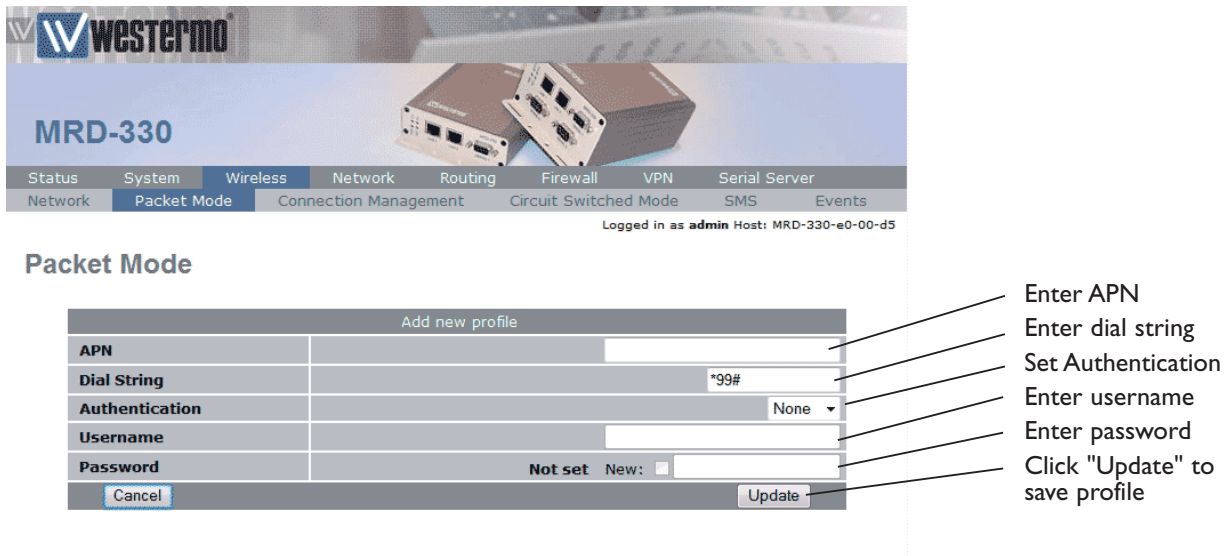 westermo
MRD-330
Status System Wireless Network Routing Firewall VPN Serial Server
Network Packet Mode Connection Management Circuit Switched Mode SMS Events
Logged in as admin Host: MRD-330-e0-00-d5
Packet Mode
Add new profile
APN
Dial String *99#
Authentication None
Username
Password Not set New:
Cancel Update
Enter APN
Enter dial string
Set Authentication
Enter username
Enter password
Click "Update" to
save profile